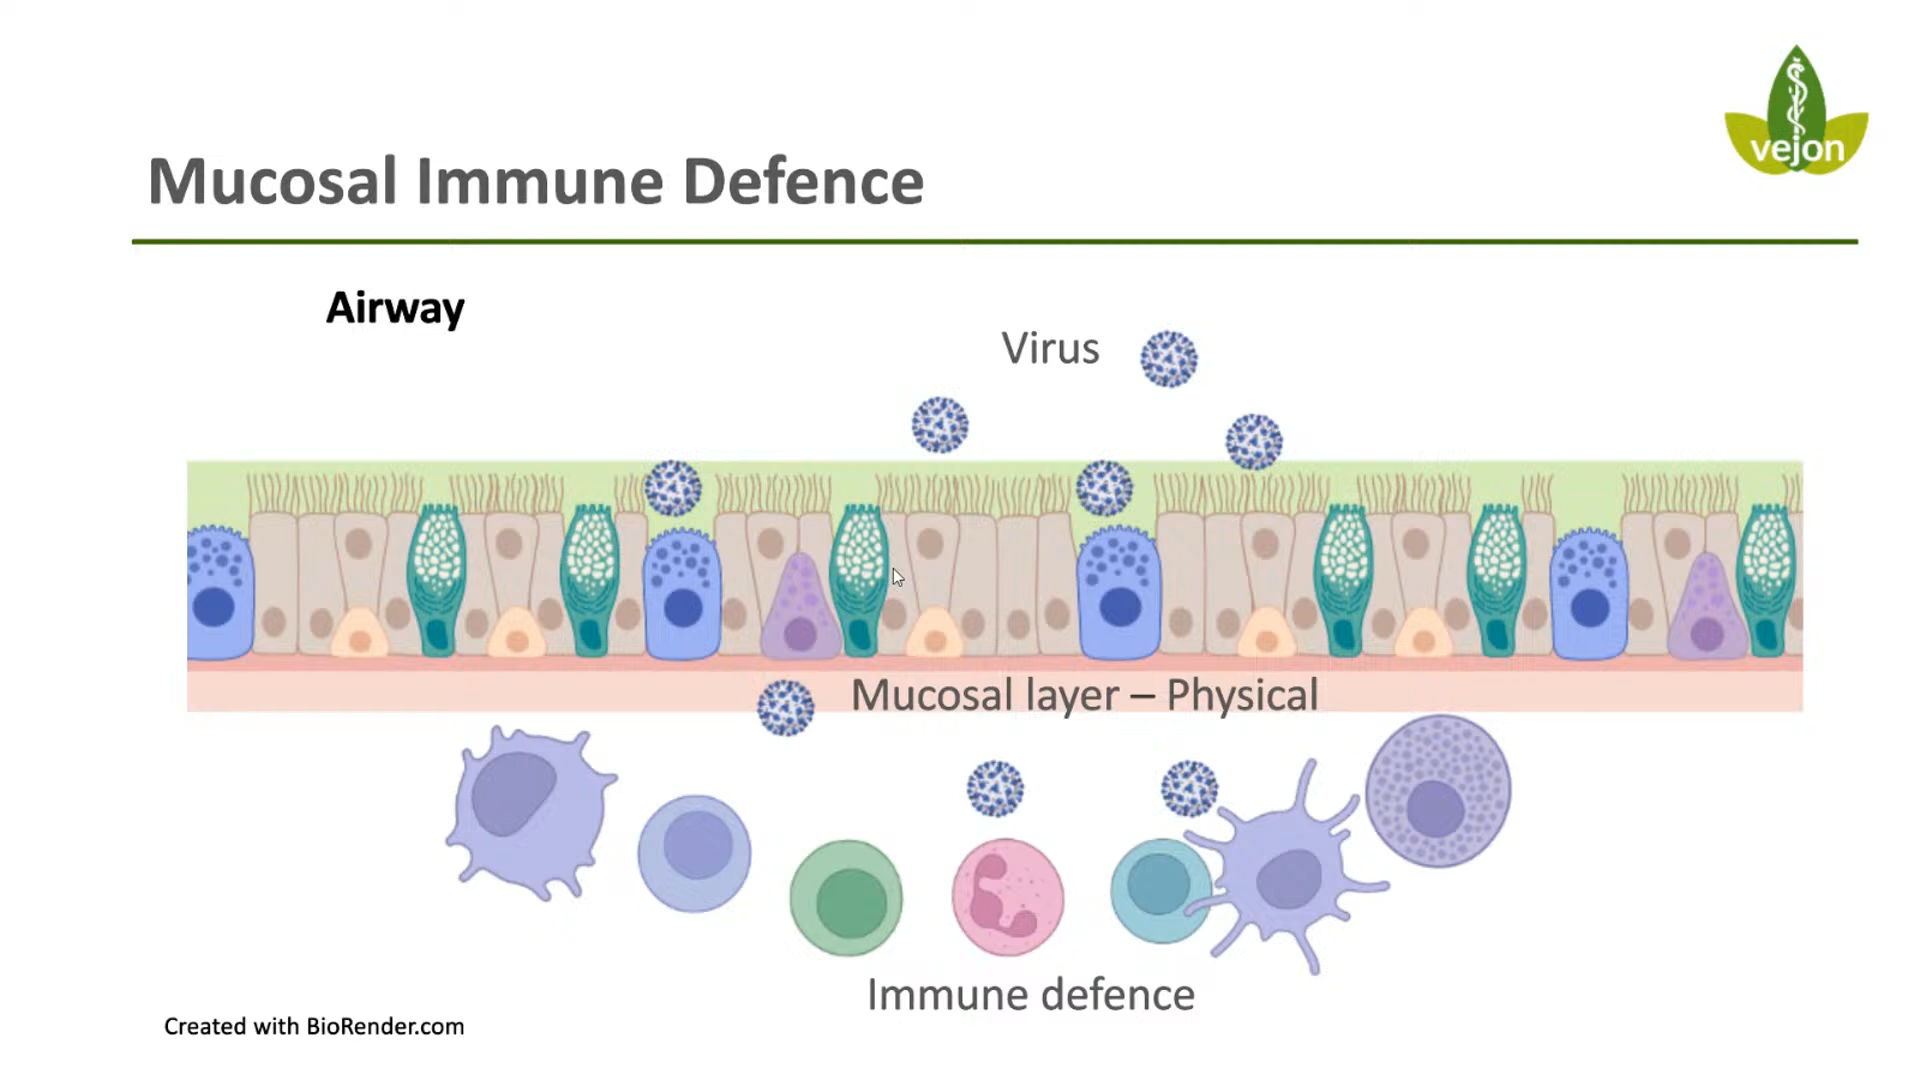 vejon
Mucosal Immune Defence
Airway
Virus
Mucosal layer – Physical
Immune defence
Created with BioRender.com